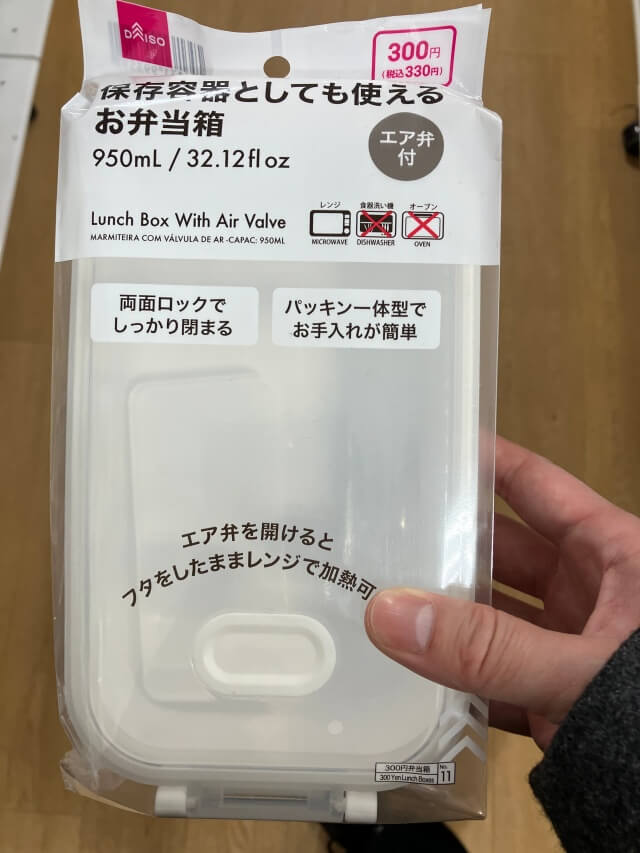 DAISO
300円
(税込330円)
保存容器としても使える
お弁当箱
950mL / 32.12fl oz
エア弁
付
Lunch Box With Air Valve
MARMITEIRA COM VÁLVULA DE AR -CAPAC: 950ML
レンジ
MICROWAVE
食器洗い機
DISHWASHER
オーブン
OVEN
両面ロックで
しっかり閉まる
パッキン一体型で
お手入れが簡単
エア弁を開けると
フタをしたままレンジで加熱可
300円弁当箱
300 Yen Lunch Boxes
No.
11